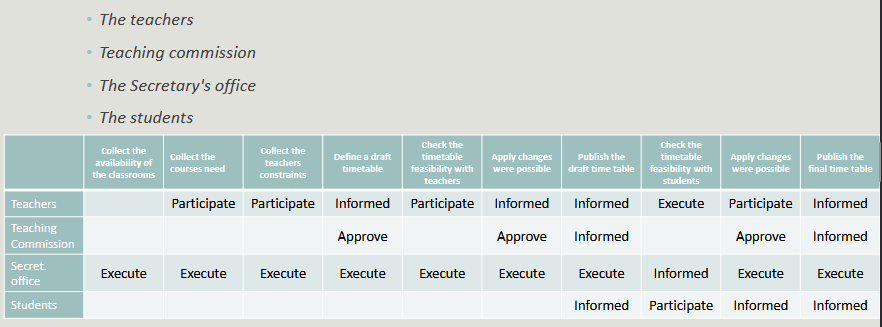 • The teachers
• Teaching commission
• The Secretary's office
• The students
Collect the availability of the classrooms Collect the courses need Collect the teachers constraints Define a draft timetable Check the timetable feasibility with teachers Apply changes were possible Publish the draft time table Check the timetable feasibility with students Apply changes were possible Publish the final time table
Teachers Participate Participate Informed Participate Informed Informed Execute Participate Informed
Teaching Commission Approve Approve Informed Approve Informed
Secret. office Execute Execute Execute Execute Execute Execute Execute Informed Execute Execute
Students Informed Participate Informed Informed